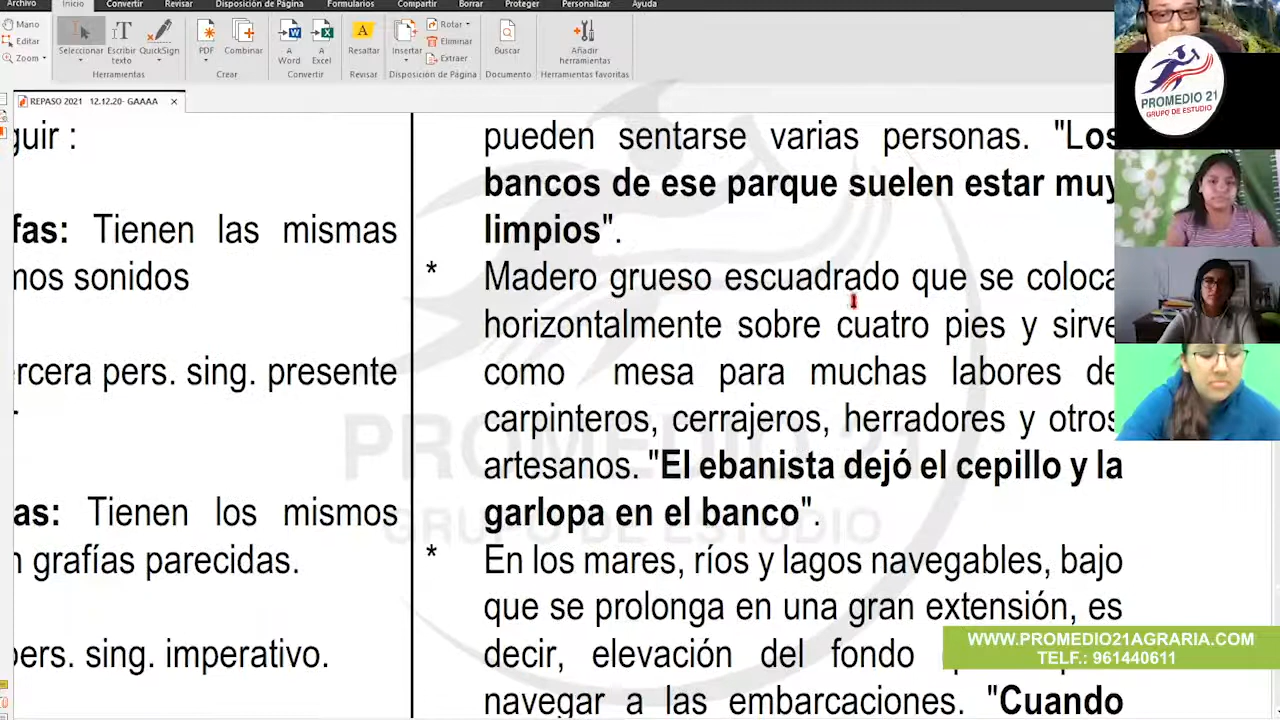 Archivo Inicio Convertir Revisar Disposición de Página Formularios Compartir Borrar Proteger Personalizar Ayuda
Mano
Editar
Zoom
Seleccionar
Escribir texto
QuickSign
Herramientas
PDF
Combinar
Crear
A Word
A Excel
Convertir
Resaltar
Revisar
Insertar
Rotar
Eliminar
Extraer
Disposición de Página
Buscar
Documento
Añadir herramientas
Herramientas favoritas
REPASO 2021 12.12.20- GAAAA
guir :
fas: Tienen las mismas
mos sonidos
ercera pers. sing. presente
as: Tienen los mismos
n grafías parecidas.
pers. sing. imperativo.
pueden sentarse varias personas. "Los
bancos de ese parque suelen estar muy
limpios".
* Madero grueso escuadrado que se coloca
horizontalmente sobre cuatro pies y sirve
como mesa para muchas labores de
carpinteros, cerrajeros, herradores y otros
artesanos. "El ebanista dejó el cepillo y la
garlopa en el banco".
* En los mares, ríos y lagos navegables, bajo
que se prolonga en una gran extensión, es
decir, elevación del fondo
navegar a las embarcaciones. "Cuando
PROMEDIO 21
GRUPO DE ESTUDIO
PROMEDIO 21
GRUPO DE ESTUDIO
WWW.PROMEDIO21AGRARIA.COM
TELF.: 961440611